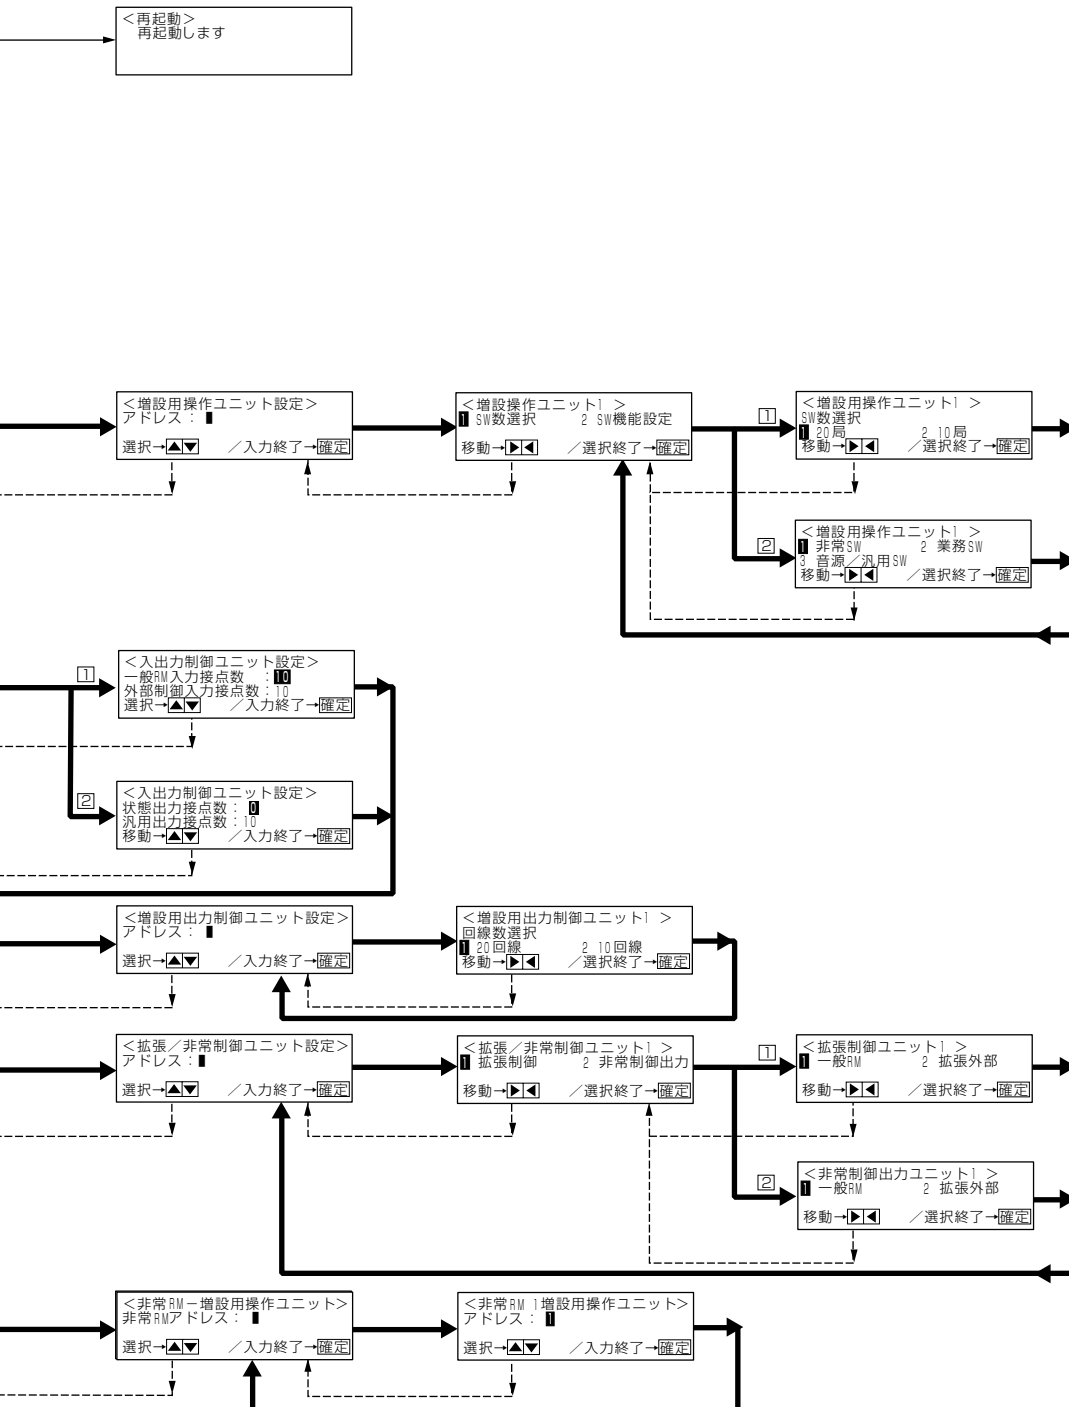 ＜再起動＞
再起動します
＜増設用操作ユニット設定＞
アドレス：
選択→▲▼ ／入力終了→確定
＜増設操作ユニット1 ＞
1 SW数選択 2 SW機能設定
移動→▶◀ ／選択終了→確定
1
＜増設用操作ユニット1 ＞
SW数選択
1 20局 2 10局
移動→▶◀ ／選択終了→確定
2
＜増設用操作ユニット1 ＞
1 非常SW 2 業務SW
3 音源／汎用SW
移動→▶◀ ／選択終了→確定
1
＜入出力制御ユニット設定＞
一般RM入力接点数 ：10
外部制御入力接点数：10
選択→▲▼ ／入力終了→確定
2
＜入出力制御ユニット設定＞
状態出力接点数： 0
汎用出力接点数：10
移動→▲▼ ／入力終了→確定
＜増設用出力制御ユニット設定＞
アドレス：
選択→▲▼ ／入力終了→確定
＜増設用出力制御ユニット1 ＞
回線数選択
1 20回線 2 10回線
移動→▶◀ ／選択終了→確定
＜拡張／非常制御ユニット設定＞
アドレス：
選択→▲▼ ／入力終了→確定
＜拡張／非常制御ユニット1 ＞
1 拡張制御 2 非常制御出力
移動→▶◀ ／選択終了→確定
1
＜拡張制御ユニット1 ＞
1 一般RM 2 拡張外部
移動→▶◀ ／選択終了→確定
2
＜非常制御出力ユニット1 ＞
1 一般RM 2 拡張外部
移動→▶◀ ／選択終了→確定
＜非常RM－増設用操作ユニット＞
非常RMアドレス：
選択→▲▼ ／入力終了→確定
＜非常RM 1増設用操作ユニット＞
アドレス： 1
選択→▲▼ ／入力終了→確定